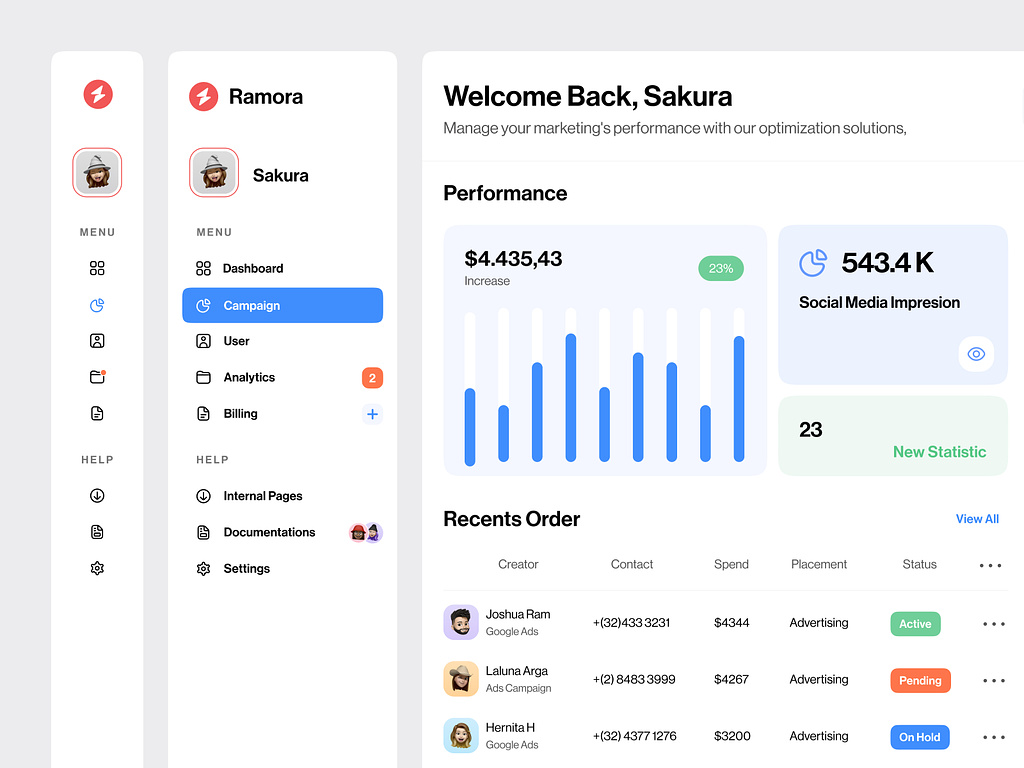 MENU
HELP
Ramora
Sakura
MENU
Dashboard
Campaign
User
Analytics
2
Billing
HELP
Internal Pages
Documentations
Settings
Welcome Back, Sakura
Manage your marketing's performance with our optimization solutions,
Performance
$4.435,43
Increase
23%
543.4 K
Social Media Impresion
23
New Statistic
Recents Order
View All
Creator Contact Spend Placement Status
Joshua Ram
Google Ads
+(32)433 3231 $4344 Advertising Active
Laluna Arga
Ads Campaign
+(2) 8483 3999 $4267 Advertising Pending
Hernita H
Google Ads
+(32) 4377 1276 $3200 Advertising On Hold